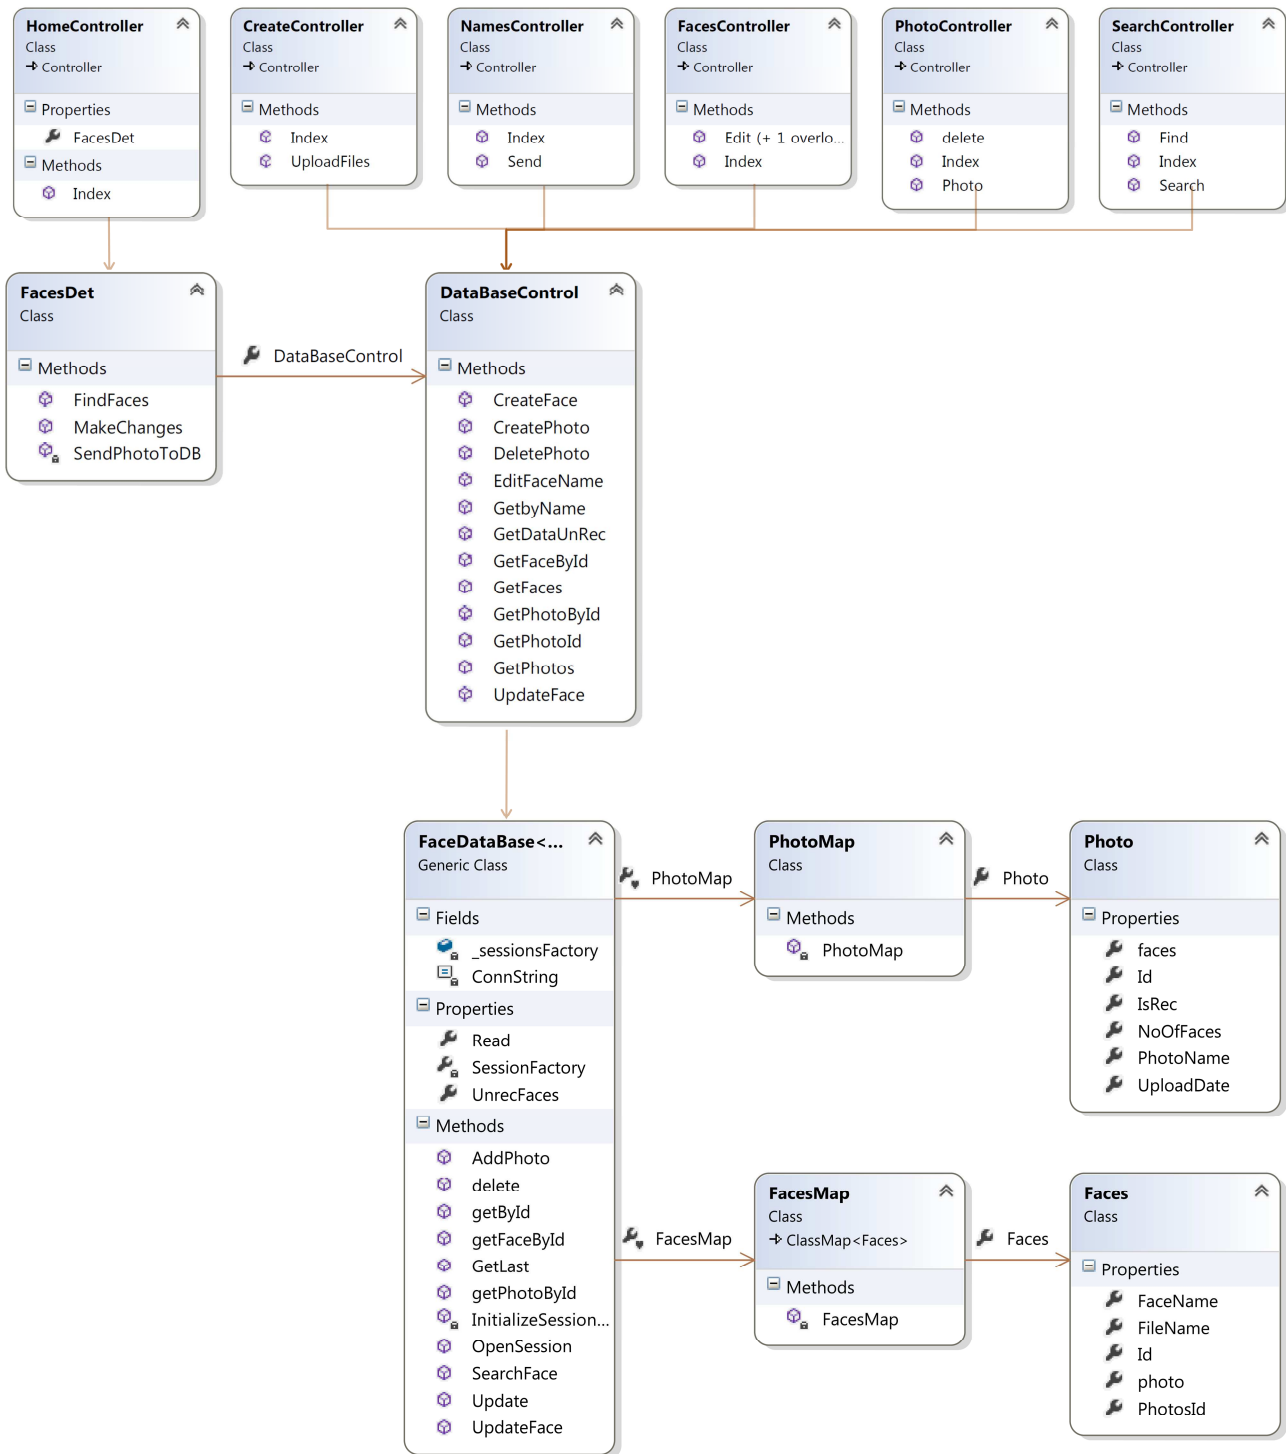 HomeController
Class
Controller
Properties
FacesDet
Methods
Index
CreateController
Class
Controller
Methods
Index
UploadFiles
NamesController
Class
Controller
Methods
Index
Send
FacesController
Class
Controller
Methods
Edit (+ 1 overlo...
Index
PhotoController
Class
Controller
Methods
delete
Index
Photo
SearchController
Class
Controller
Methods
Find
Index
Search
FacesDet
Class
Methods
FindFaces
MakeChanges
SendPhotoToDB
DataBaseControl
DataBaseControl
Class
Methods
CreateFace
CreatePhoto
DeletePhoto
EditFaceName
GetbyName
GetDataUnRec
GetFaceById
GetFaces
GetPhotoById
GetPhotoId
GetPhotos
UpdateFace
FaceDataBase<...
Generic Class
Fields
_sessionsFactory
ConnString
Properties
Read
SessionFactory
UnrecFaces
Methods
AddPhoto
delete
getById
getFaceById
GetLast
getPhotoById
InitializeSession...
OpenSession
SearchFace
Update
UpdateFace
PhotoMap
PhotoMap
Class
Methods
PhotoMap
Photo
Photo
Class
Properties
faces
Id
IsRec
NoOfFaces
PhotoName
UploadDate
FacesMap
FacesMap
Class
ClassMap<Faces>
Methods
FacesMap
Faces
Faces
Class
Properties
FaceName
FileName
Id
photo
PhotosId